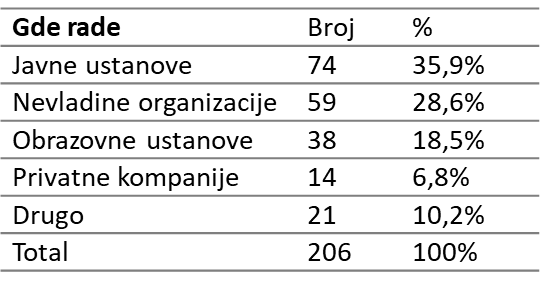 Gde rade Broj %
Javne ustanove 74 35,9%
Nevladine organizacije 59 28,6%
Obrazovne ustanove 38 18,5%
Privatne kompanije 14 6,8%
Drugo 21 10,2%
Total 206 100%